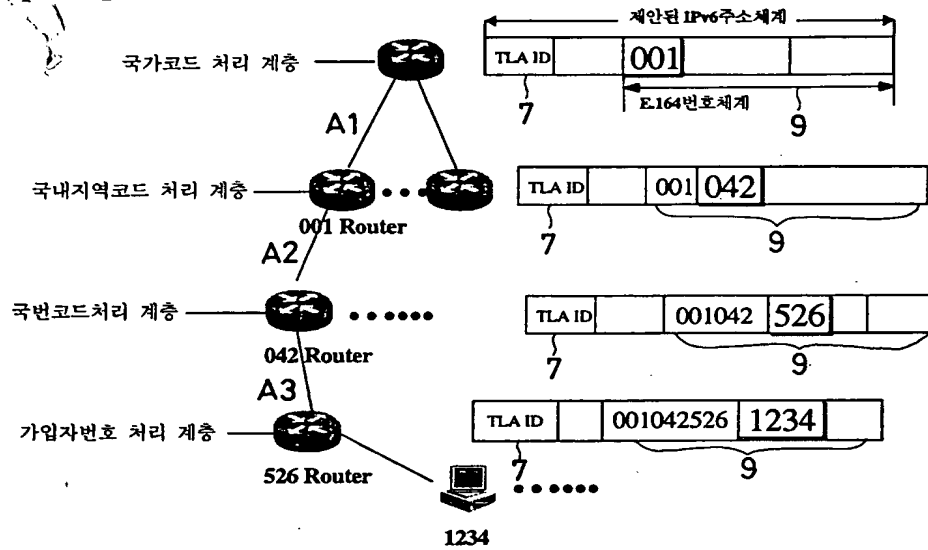 제안된 IPv6주소체계
국가코드 처리 계층
TLA ID 001
7
E.164번호체계
9
A1
국내지역코드 처리 계층
TLA ID 001 042
001 Router
7
9
A2
국번코드처리 계층
TLA ID 001042 526
042 Router
7
9
A3
가입자번호 처리 계층
TLA ID 001042526 1234
526 Router
7
9
1234